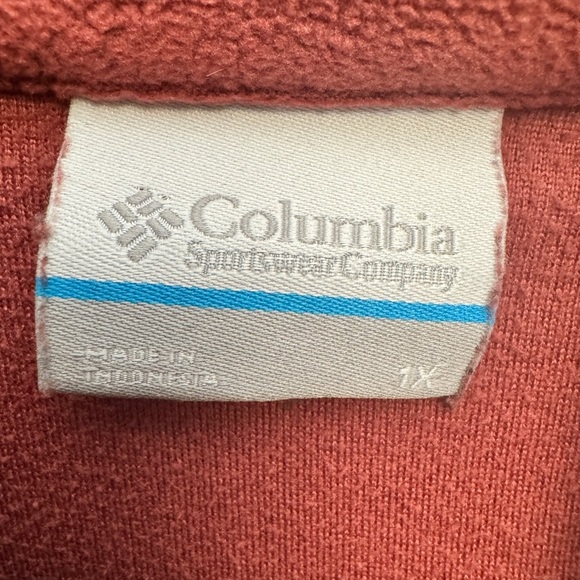 Columbia
Sportswear Company
MADE IN
INDONESIA
1X